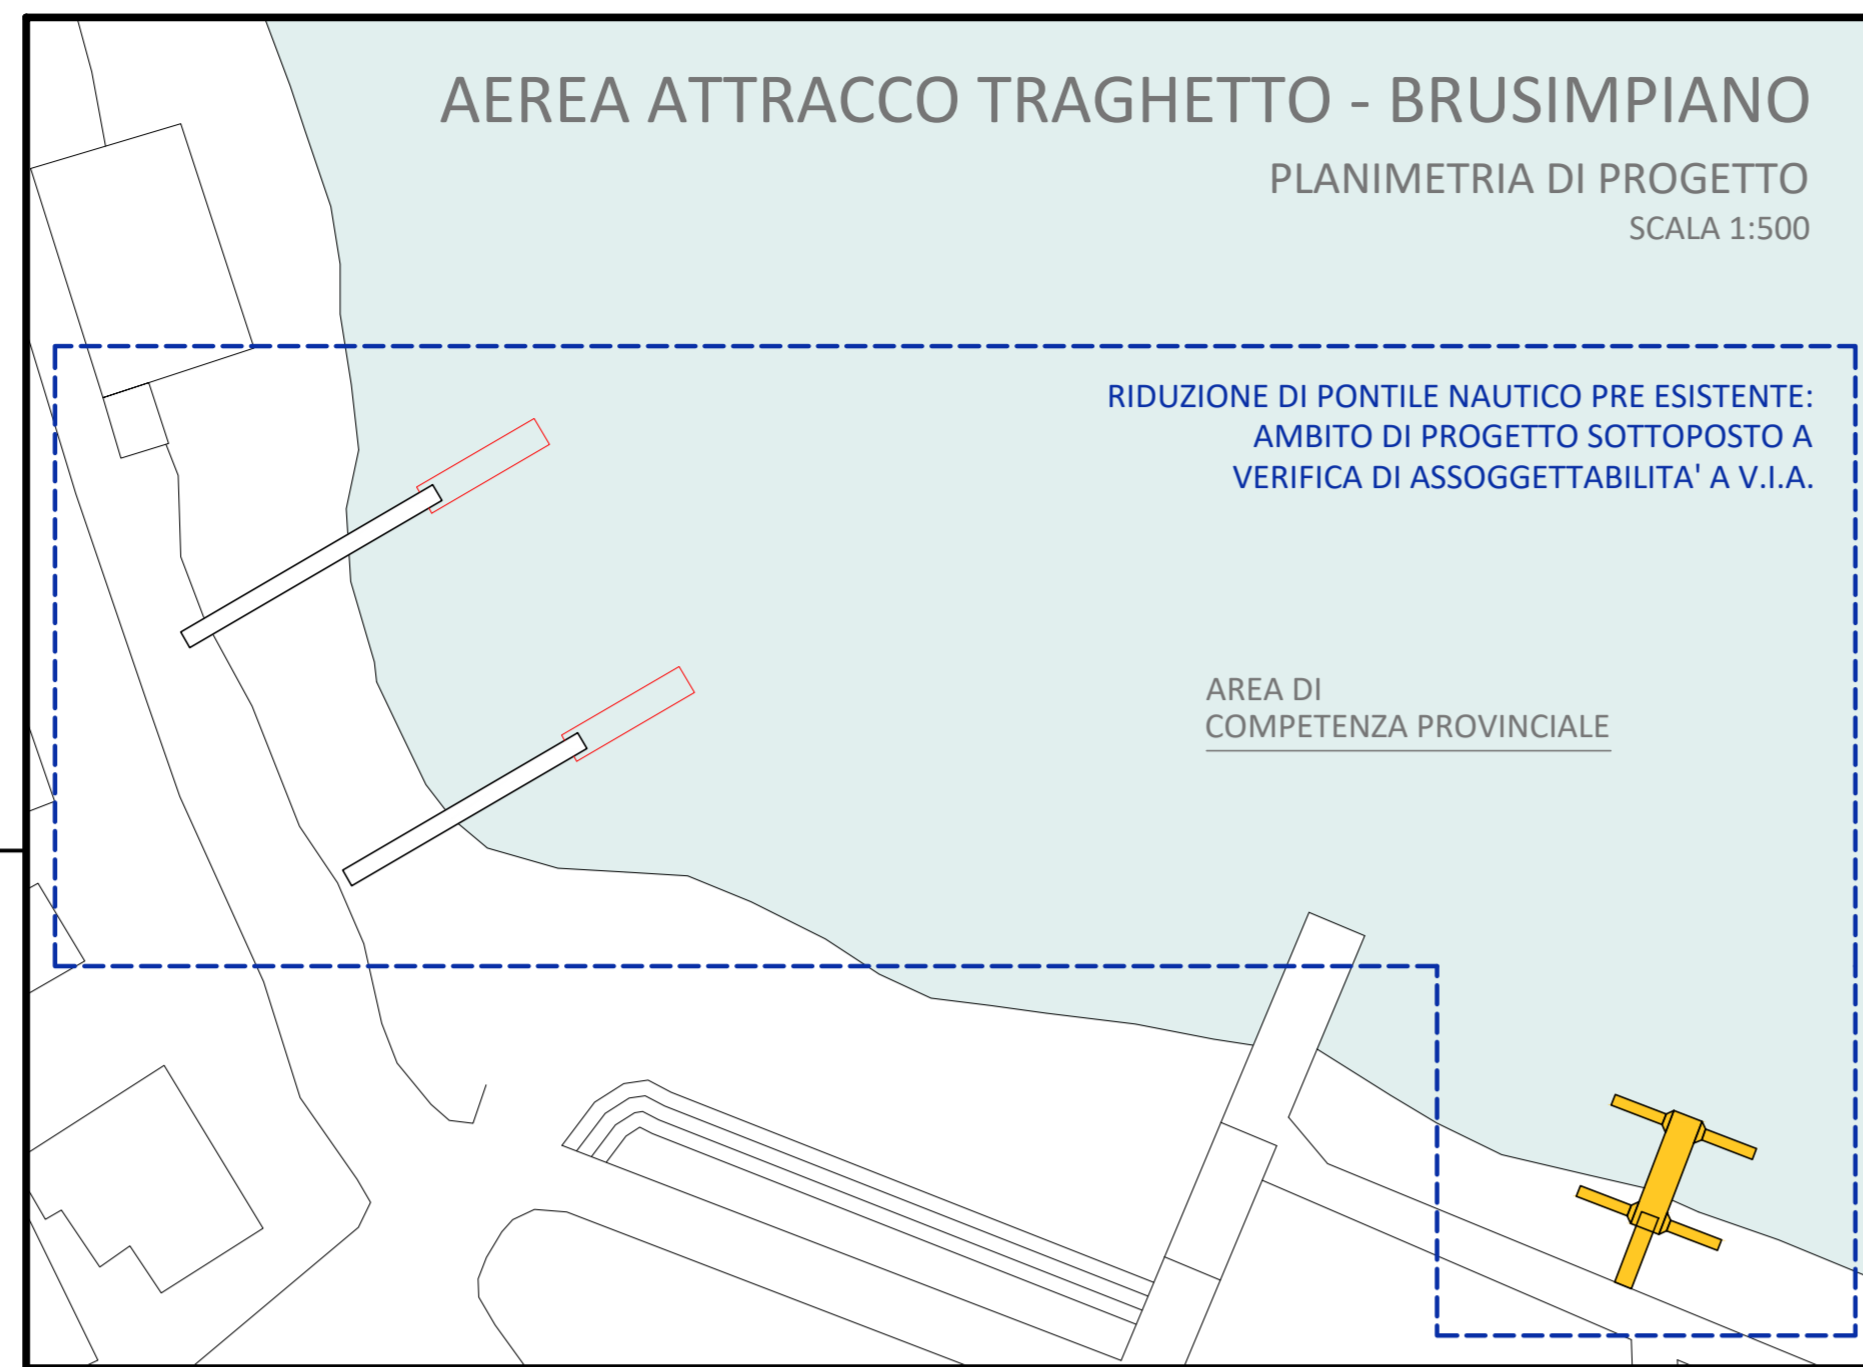 AEREA ATTRACCO TRAGHETTO - BRUSIMPIANO
PLANIMETRIA DI PROGETTO
SCALA 1:500
RIDUZIONE DI PONTILE NAUTICO PRE ESISTENTE:
AMBITO DI PROGETTO SOTTOPOSTO A
VERIFICA DI ASSOGGETTABILITA' A V.I.A.
AREA DI
COMPETENZA PROVINCIALE